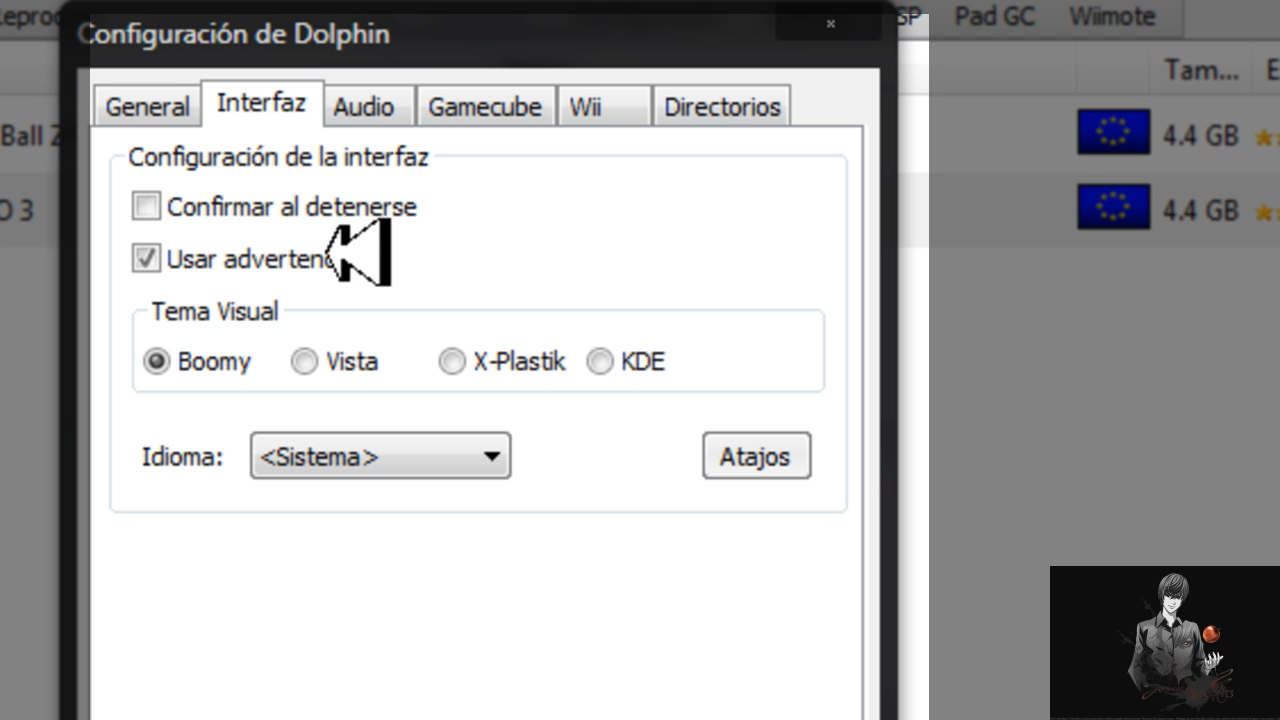 Configuración de Dolphin
Pad GC
Wiimote
General
Interfaz
Audio
Gamecube
Wii
Directorios
Tam...
Configuración de la interfaz
Ball Z
4.4 GB
Confirmar al detenerse
O 3
4.4 GB
Usar adverten
Tema Visual
Boomy
Vista
X-Plastik
KDE
Idioma:
<Sistema>
Atajos